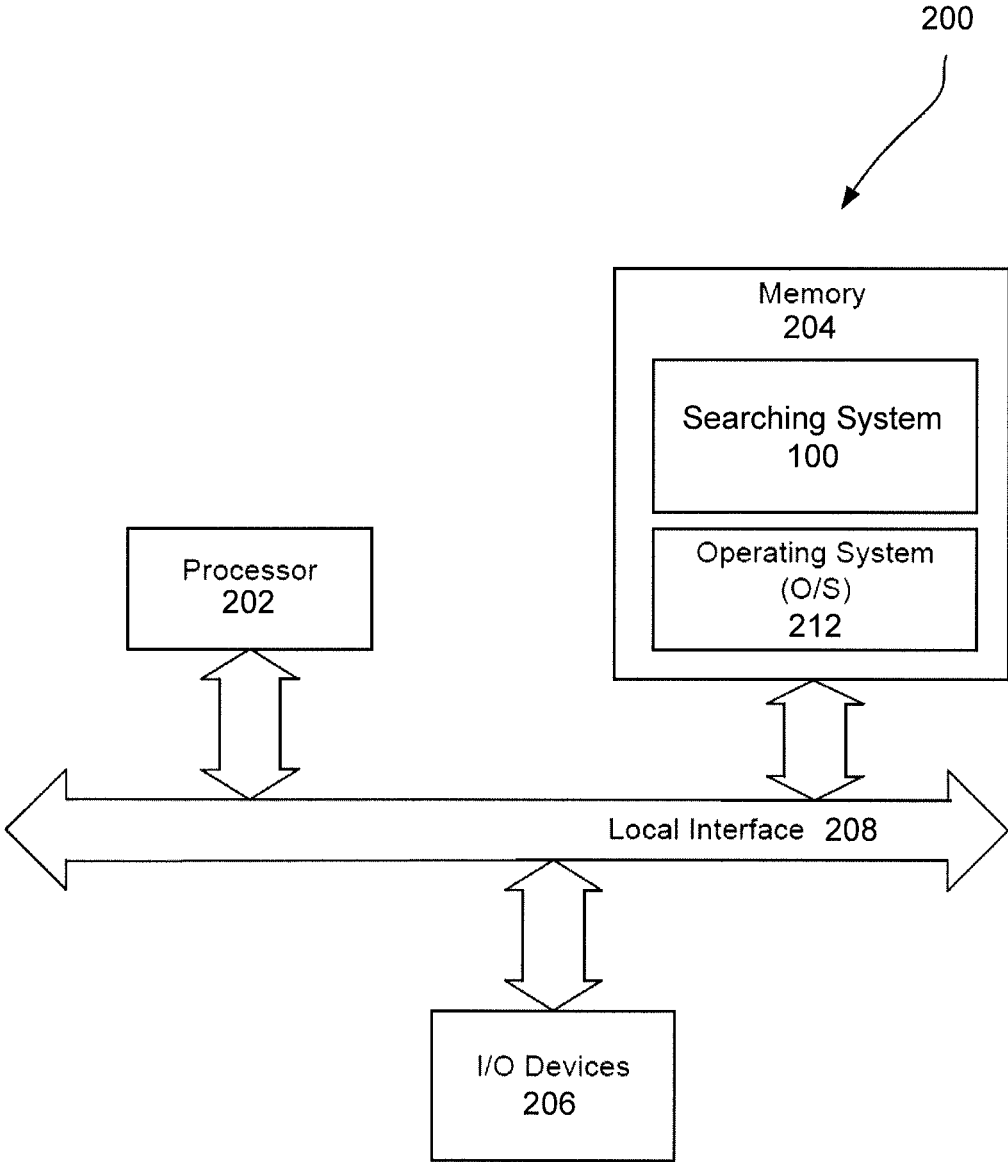 200
Memory
204
Searching System
100
Operating System
(O/S)
212
Processor
202
Local Interface 208
I/O Devices
206